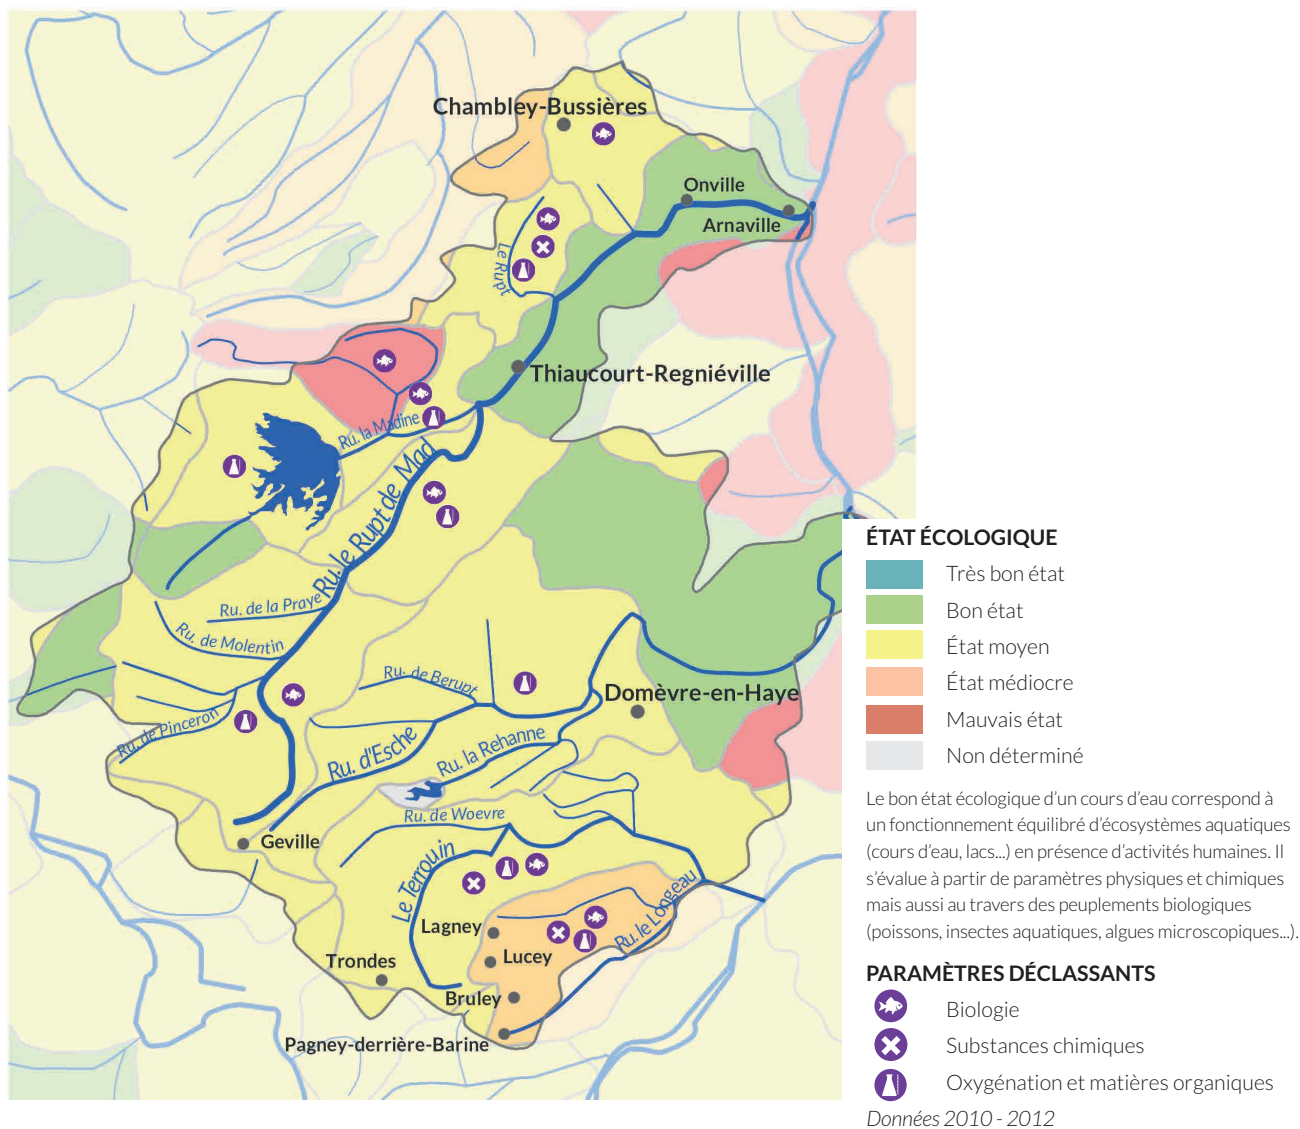 Chambley-Bussières
Onville
Arnaville
Le Rupt
Thiaucourt-Regniéville
Ru. la Madine
Ru. le Rupt de Mad
Ru. de la Praye
Ru. de Molentin
Ru. de Berupt
Domèvre-en-Haye
Ru. de Pinceron
Ru. d'Esche
Ru. la Rehanne
Ru. de Woevre
Geville
Le Terrouin
Ru. le Longeau
Lagney
Lucey
Trondes
Bruley
Pagney-derrière-Barine
ÉTAT ÉCOLOGIQUE
Très bon état
Bon état
État moyen
État médiocre
Mauvais état
Non déterminé
Le bon état écologique d'un cours d'eau correspond à
un fonctionnement équilibré d'écosystèmes aquatiques
(cours d'eau, lacs...) en présence d'activités humaines. Il
s'évalue à partir de paramètres physiques et chimiques
mais aussi au travers des peuplements biologiques
(poissons, insectes aquatiques, algues microscopiques...).
PARAMÈTRES DÉCLASSANTS
Biologie
Substances chimiques
Oxygénation et matières organiques
Données 2010 - 2012